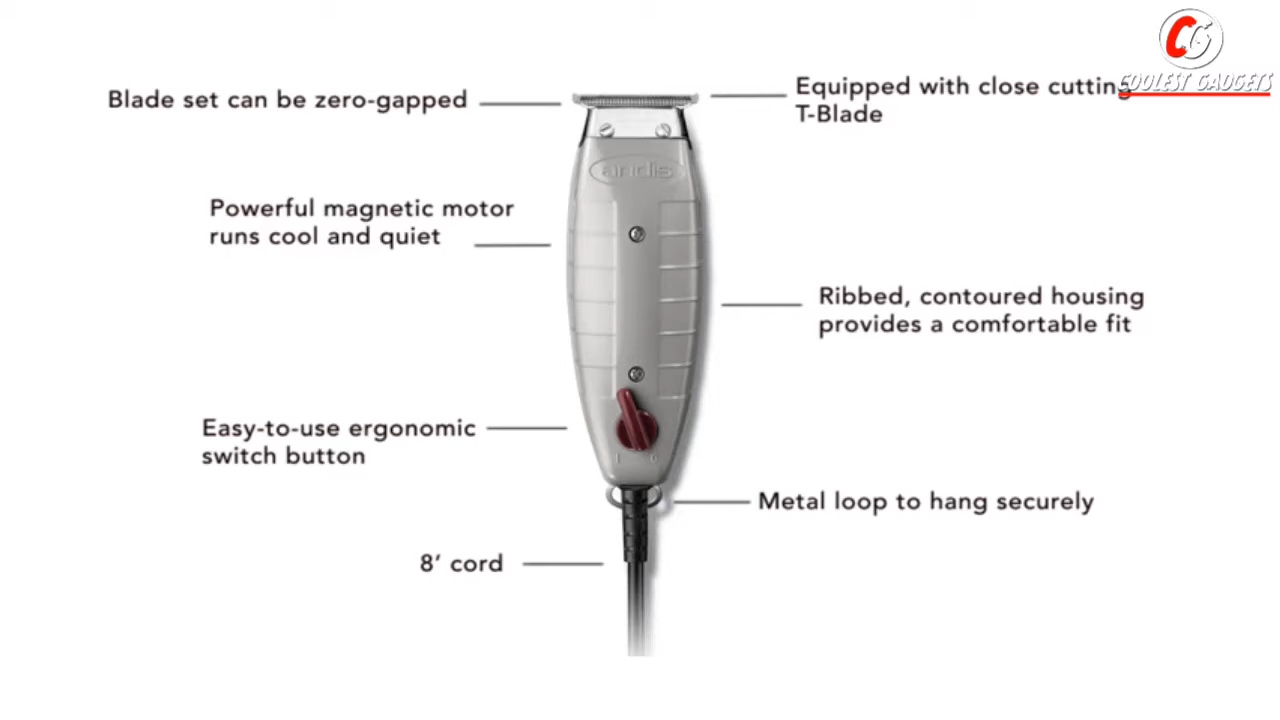 CG
COOLEST GADGETS
Blade set can be zero-gapped
Equipped with close cutting
T-Blade
andis
Powerful magnetic motor
runs cool and quiet
Ribbed, contoured housing
provides a comfortable fit
Easy-to-use ergonomic
switch button
I 0
Metal loop to hang securely
8’ cord